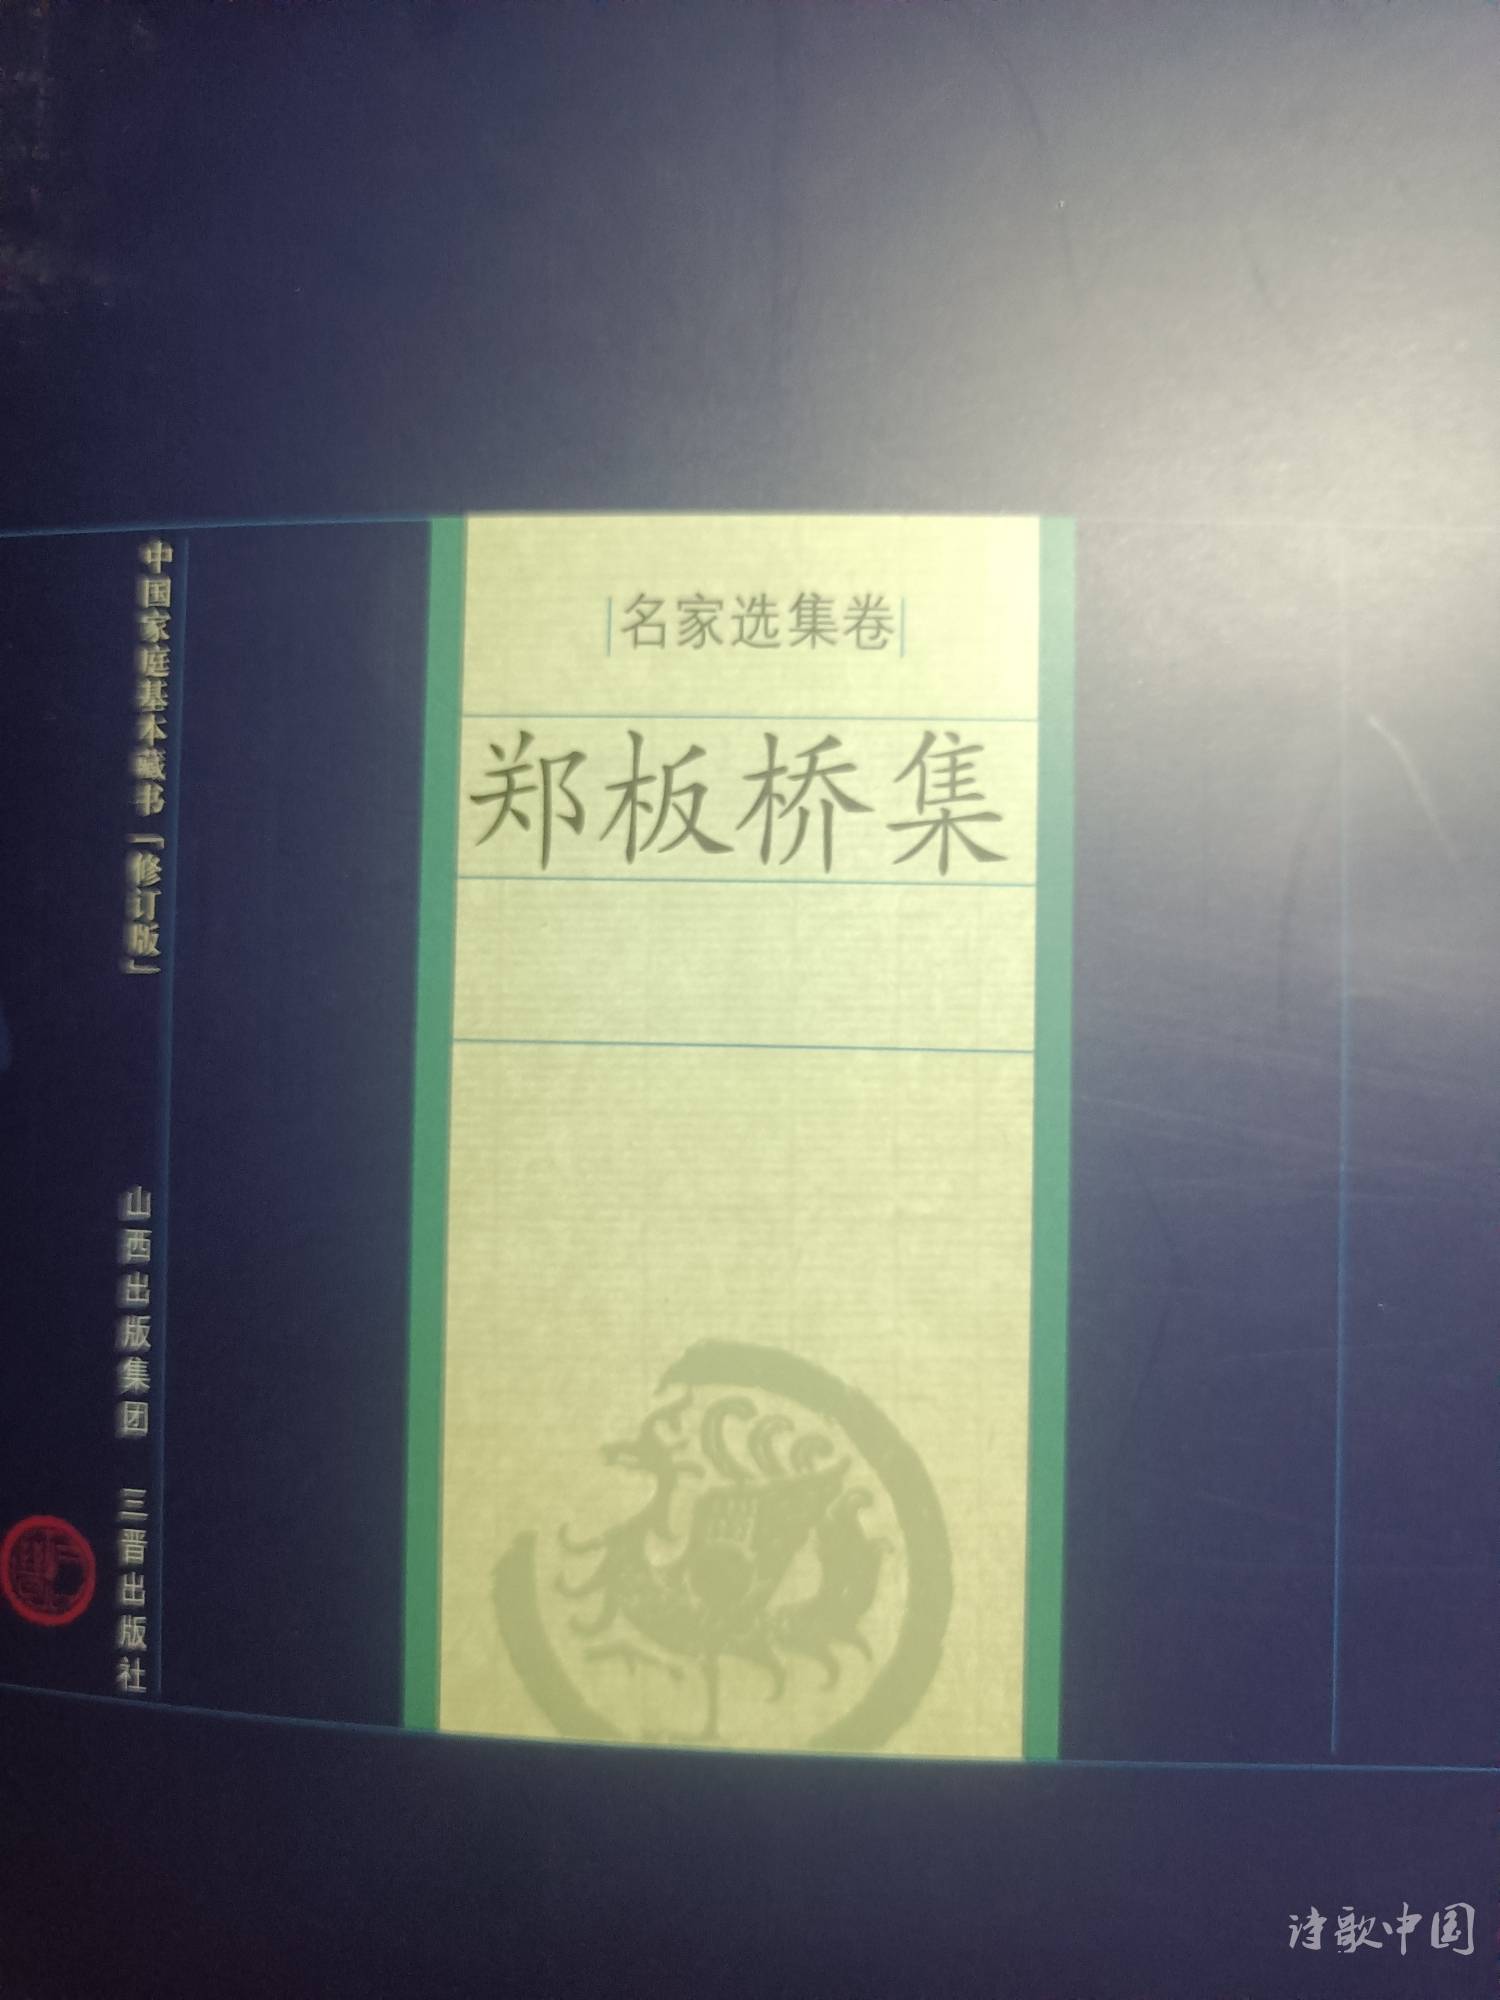 名家选集卷
郑板桥集
中国家庭基本藏书「修订版」
山西出版集团 三晋出版社
诗歌中国